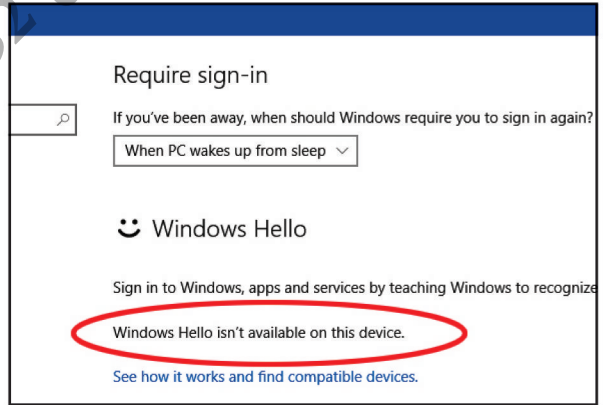 Require sign-in
If you've been away, when should Windows require you to sign in again?
When PC wakes up from sleep
Windows Hello
Sign in to Windows, apps and services by teaching Windows to recognize
Windows Hello isn't available on this device.
See how it works and find compatible devices.